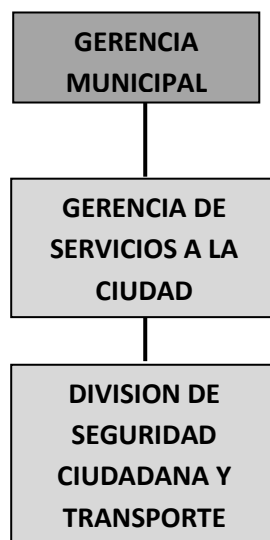 GERENCIA
MUNICIPAL
GERENCIA DE
SERVICIOS A LA
CIUDAD
DIVISION DE
SEGURIDAD
CIUDADANA Y
TRANSPORTE